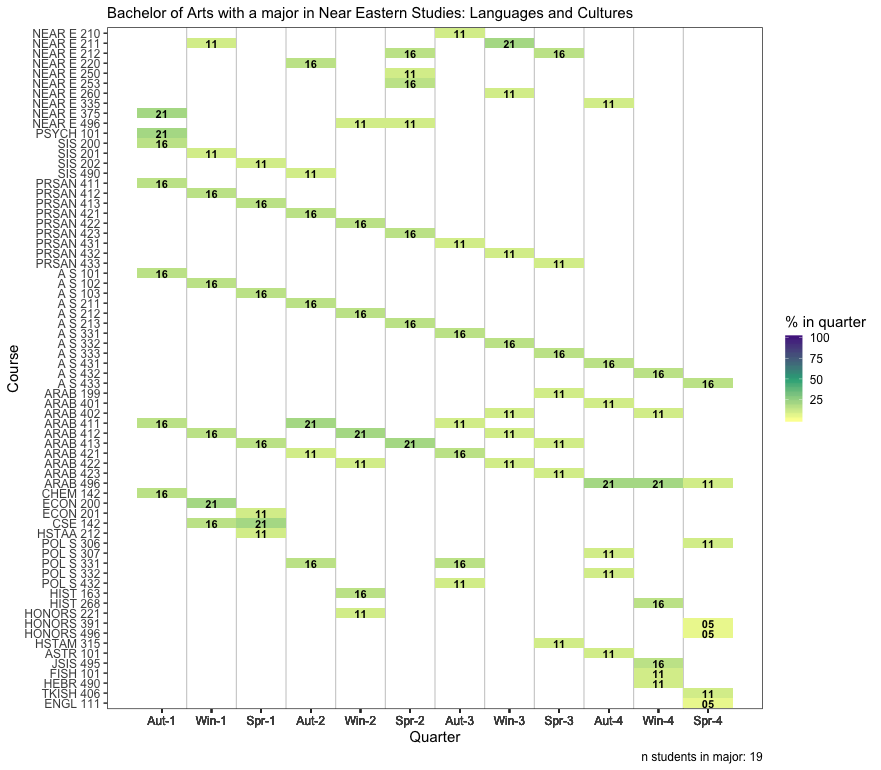 Bachelor of Arts with a major in Near Eastern Studies: Languages and Cultures
NEAR E 210 11
NEAR E 211 11 21
NEAR E 212 16 16
NEAR E 220 16
NEAR E 250 11
NEAR E 253 16
NEAR E 260 11
NEAR E 335 11
NEAR E 375 21
NEAR E 496 11 11
PSYCH 101 21
SIS 200 16
SIS 201 11
SIS 202 11
SIS 490 11
PRSAN 411 16
PRSAN 412 16
PRSAN 413 16
PRSAN 421 16
PRSAN 422 16
PRSAN 423 16
PRSAN 431 11
PRSAN 432 11
PRSAN 433 11
A S 101 16
A S 102 16
A S 103 16
A S 211 16
A S 212 16
A S 213 16
A S 331 16
A S 332 16
A S 333 16
A S 431 16
A S 432 16
A S 433 16
ARAB 199 11
ARAB 401 11
ARAB 402 11 11
ARAB 411 16 21 11
ARAB 412 16 21 11
ARAB 413 16 21 11
ARAB 421 11 16
ARAB 422 11 11
ARAB 423 11
ARAB 496 21 21 11
CHEM 142 16
ECON 200 21
ECON 201 11
CSE 142 16 21
HSTAA 212 11
POL S 306 11
POL S 307 11
POL S 331 16 16
POL S 332 11
POL S 432 11
HIST 163 16
HIST 268 16
HONORS 221 11
HONORS 391 05
HONORS 496 05
HSTAM 315 11
ASTR 101 11
JSIS 495 16
FISH 101 11
HEBR 490 11
TKISH 406 11
ENGL 111 05
Aut-1 Win-1 Spr-1 Aut-2 Win-2 Spr-2 Aut-3 Win-3 Spr-3 Aut-4 Win-4 Spr-4
Quarter
Course
% in quarter
100
75
50
25
n students in major: 19